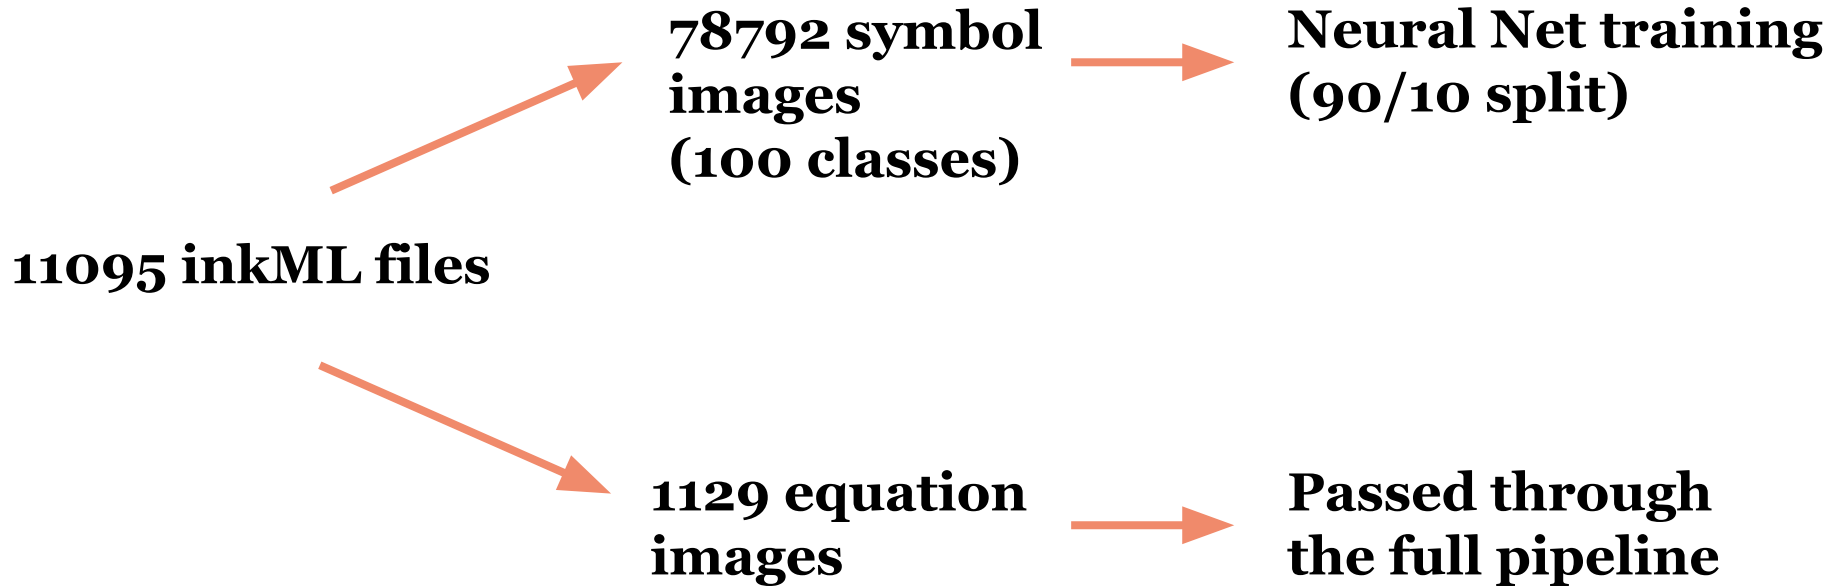 78792 symbol
images
(100 classes)
Neural Net training
(90/10 split)
11095 inkML files
1129 equation
images
Passed through
the full pipeline